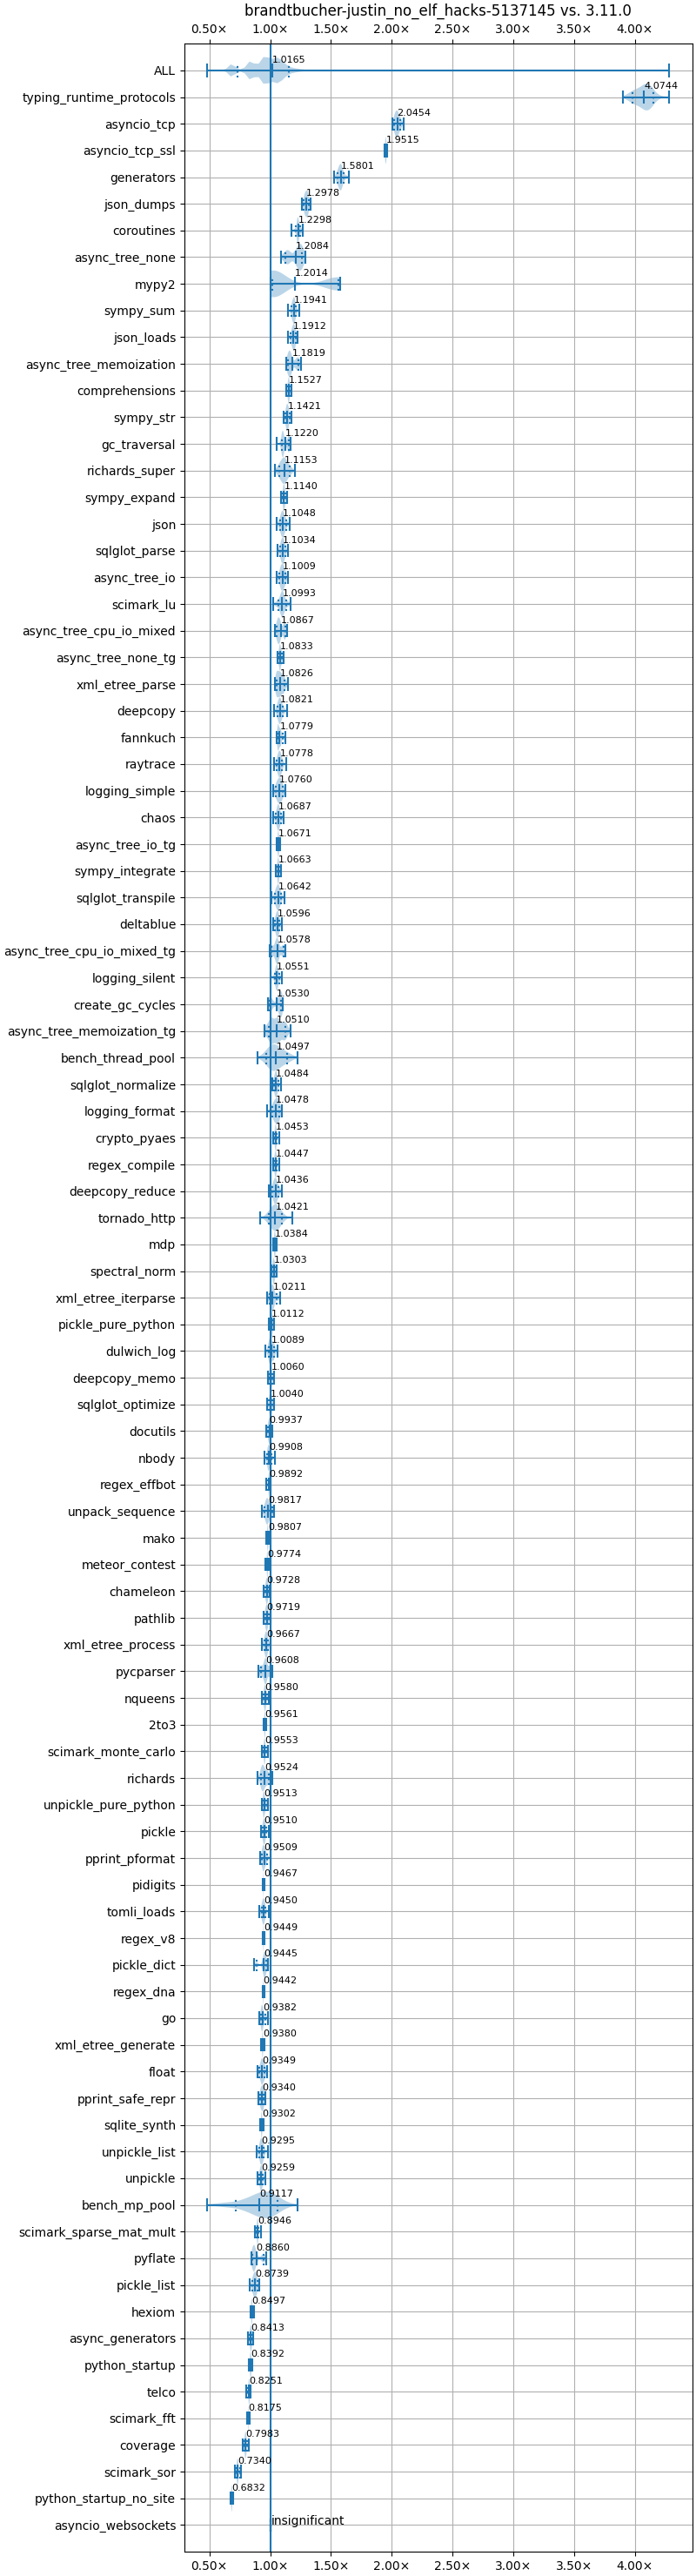 brandtbucher-justin_no_elf_hacks-5137145 vs. 3.11.0
0.50× 1.00× 1.50× 2.00× 2.50× 3.00× 3.50× 4.00×
ALL 1.0165
typing_runtime_protocols 4.0744
asyncio_tcp 2.0454
asyncio_tcp_ssl 1.9515
generators 1.5801
json_dumps 1.2978
coroutines 1.2298
async_tree_none 1.2084
mypy2 1.2014
sympy_sum 1.1941
json_loads 1.1912
async_tree_memoization 1.1819
comprehensions 1.1527
sympy_str 1.1421
gc_traversal 1.1220
richards_super 1.1153
sympy_expand 1.1140
json 1.1048
sqlglot_parse 1.1034
async_tree_io 1.1009
scimark_lu 1.0993
async_tree_cpu_io_mixed 1.0867
async_tree_none_tg 1.0833
xml_etree_parse 1.0826
deepcopy 1.0821
fannkuch 1.0779
raytrace 1.0778
logging_simple 1.0760
chaos 1.0687
async_tree_io_tg 1.0671
sympy_integrate 1.0663
sqlglot_transpile 1.0642
deltablue 1.0596
async_tree_cpu_io_mixed_tg 1.0578
logging_silent 1.0551
create_gc_cycles 1.0530
async_tree_memoization_tg 1.0510
bench_thread_pool 1.0497
sqlglot_normalize 1.0484
logging_format 1.0478
crypto_pyaes 1.0453
regex_compile 1.0447
deepcopy_reduce 1.0436
tornado_http 1.0421
mdp 1.0384
spectral_norm 1.0303
xml_etree_iterparse 1.0211
pickle_pure_python 1.0112
dulwich_log 1.0089
deepcopy_memo 1.0060
sqlglot_optimize 1.0040
docutils 0.9937
nbody 0.9908
regex_effbot 0.9892
unpack_sequence 0.9817
mako 0.9807
meteor_contest 0.9774
chameleon 0.9728
pathlib 0.9719
xml_etree_process 0.9667
pycparser 0.9608
nqueens 0.9580
2to3 0.9561
scimark_monte_carlo 0.9553
richards 0.9524
unpickle_pure_python 0.9513
pickle 0.9510
pprint_pformat 0.9509
pidigits 0.9467
tomli_loads 0.9450
regex_v8 0.9449
pickle_dict 0.9445
regex_dna 0.9442
go 0.9382
xml_etree_generate 0.9380
float 0.9349
pprint_safe_repr 0.9340
sqlite_synth 0.9302
unpickle_list 0.9295
unpickle 0.9259
bench_mp_pool 0.9117
scimark_sparse_mat_mult 0.8946
pyflate 0.8860
pickle_list 0.8739
hexiom 0.8497
async_generators 0.8413
python_startup 0.8392
telco 0.8251
scimark_fft 0.8175
coverage 0.7983
scimark_sor 0.7340
python_startup_no_site 0.6832
asyncio_websockets insignificant
0.50× 1.00× 1.50× 2.00× 2.50× 3.00× 3.50× 4.00×